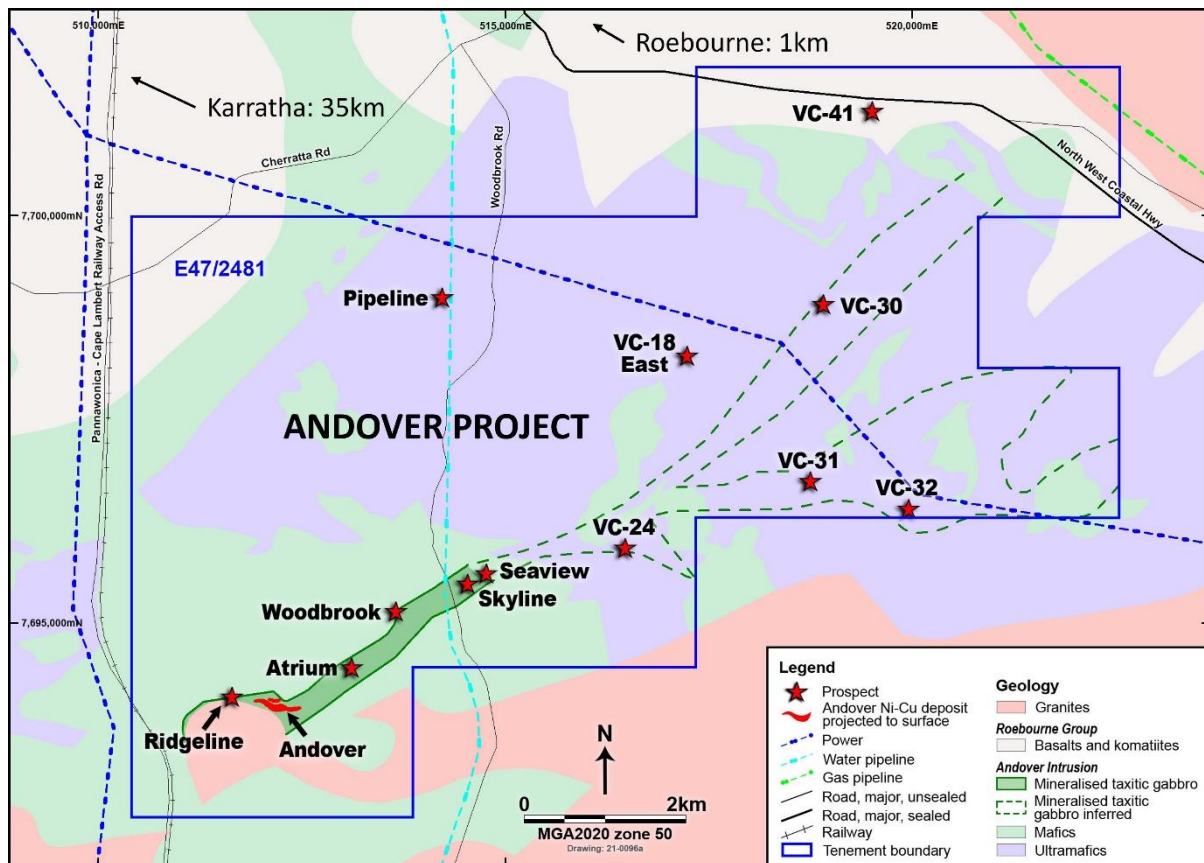 510,000mE
515,000mE
520,000mE
Roebourne: 1km
Karratha: 35km
VC-41
Cherratta Rd
Woodbrook Rd
North West Coastal Hwy
Pannawonica - Cape Lambert Railway Access Rd
7,700,000mN
E47/2481
Pipeline
VC-30
VC-18
East
ANDOVER PROJECT
VC-31
VC-32
VC-24
Seaview
Skyline
Woodbrook
7,695,000mN
Atrium
Ridgeline
Andover
N
0
2km
MGA2020 zone 50
Drawing: 21-0096a
Legend
Prospect
Andover Ni-Cu deposit
projected to surface
Power
Water pipeline
Gas pipeline
Road, major, unsealed
Road, major, sealed
Railway
Tenement boundary
Geology
Granites
Roebourne Group
Basalts and komatiites
Andover Intrusion
Mineralised taxitic gabbro
Mineralised taxitic
gabbro inferred
Mafics
Ultramafics